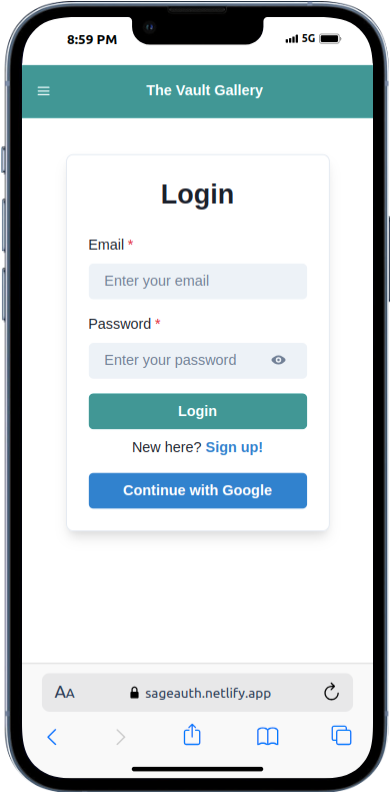 8:59 PM 5G
The Vault Gallery
Login
Email *
Enter your email
Password *
Enter your password
Login
New here? Sign up!
Continue with Google
AA sageauth.netlify.app